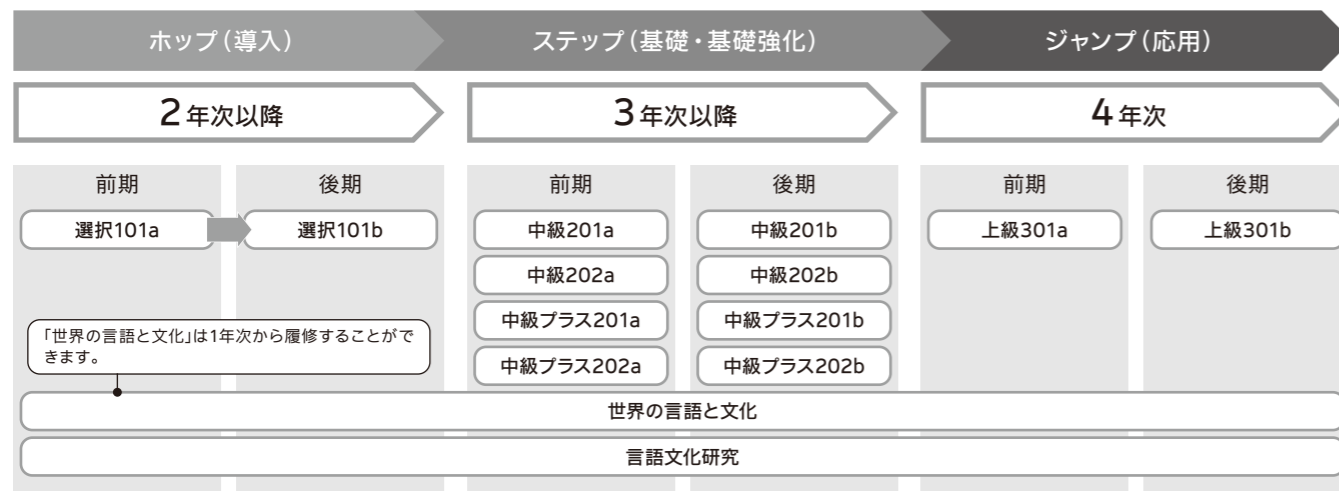 ホップ（導入） ステップ（基礎・基礎強化） ジャンプ（応用）
2年次以降 3年次以降 4年次
前期 後期 前期 後期 前期 後期
選択101a 選択101b 中級201a 中級201b 上級301a 上級301b
中級202a 中級202b
中級プラス201a 中級プラス201b
中級プラス202a 中級プラス202b
「世界の言語と文化」は1年次から履修することがで
きます。
世界の言語と文化
言語文化研究